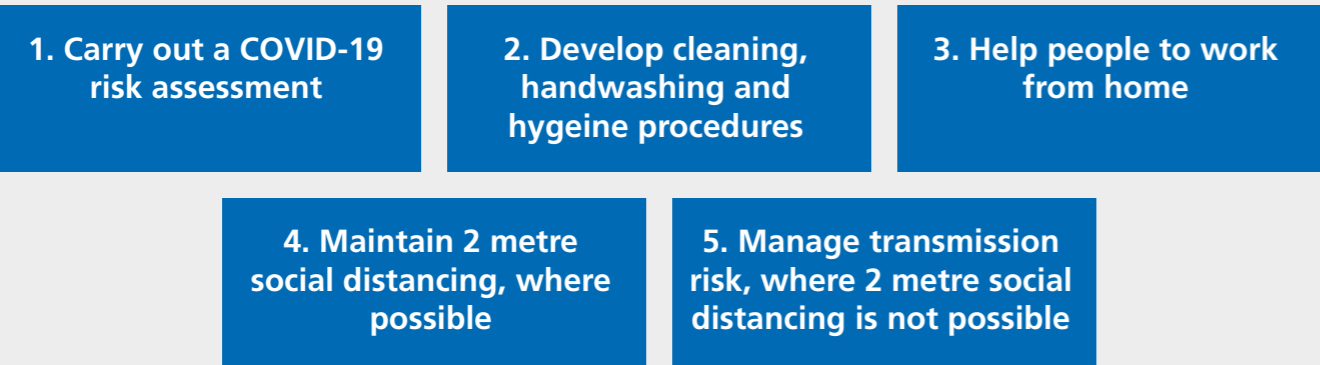 1. Carry out a COVID-19
risk assessment
2. Develop cleaning,
handwashing and
hygeine procedures
3. Help people to work
from home
4. Maintain 2 metre
social distancing, where
possible
5. Manage transmission
risk, where 2 metre social
distancing is not possible